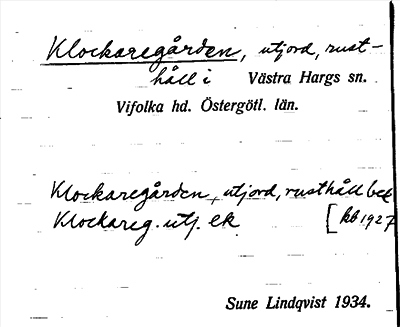 Klockaregården, utjord, rust-
håll i Västra Hargs sn.
Vifolka hd. Östergötl. län.
Klockaregården, utjord, rusthåll bek
Klockareg. utj. ek [kb 1927
Sune Lindqvist 1934.